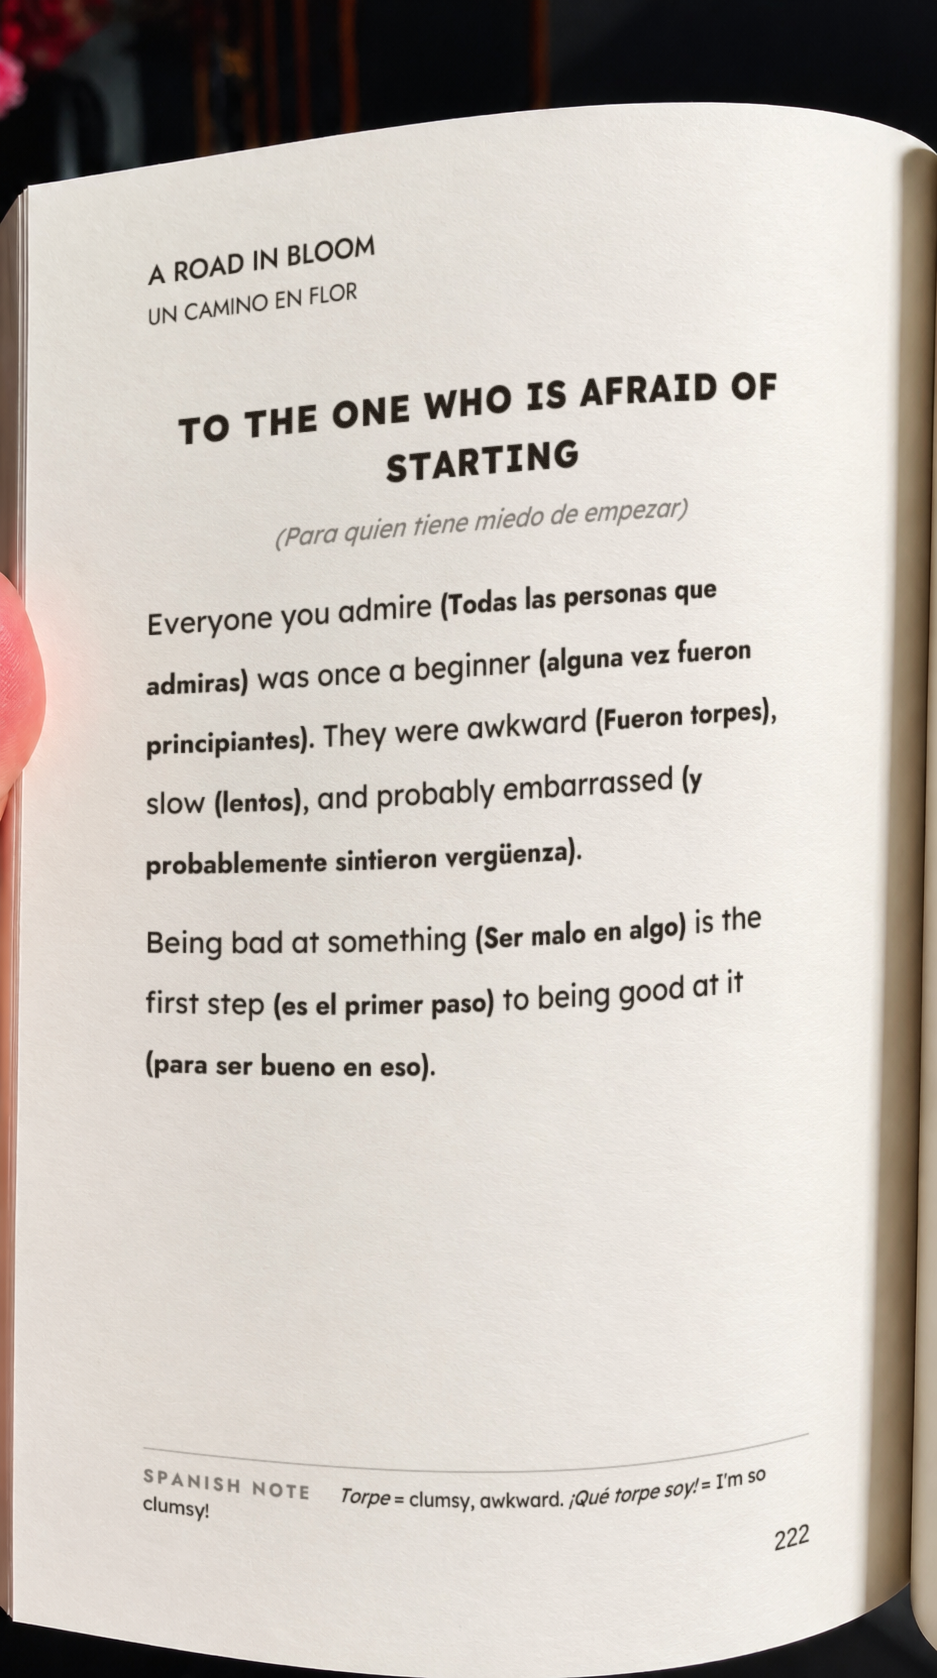 A ROAD IN BLOOM
UN CAMINO EN FLOR
TO THE ONE WHO IS AFRAID OF
STARTING
(Para quien tiene miedo de empezar)
Everyone you admire (Todas las personas que
admiras) was once a beginner (alguna vez fueron
principiantes). They were awkward (Fueron torpes),
slow (lentos), and probably embarrassed (y
probablemente sintieron vergüenza).
Being bad at something (Ser malo en algo) is the
first step (es el primer paso) to being good at it
(para ser bueno en eso).
SPANISH NOTE Torpe = clumsy, awkward. ¡Qué torpe soy! = I'm so
clumsy!
222